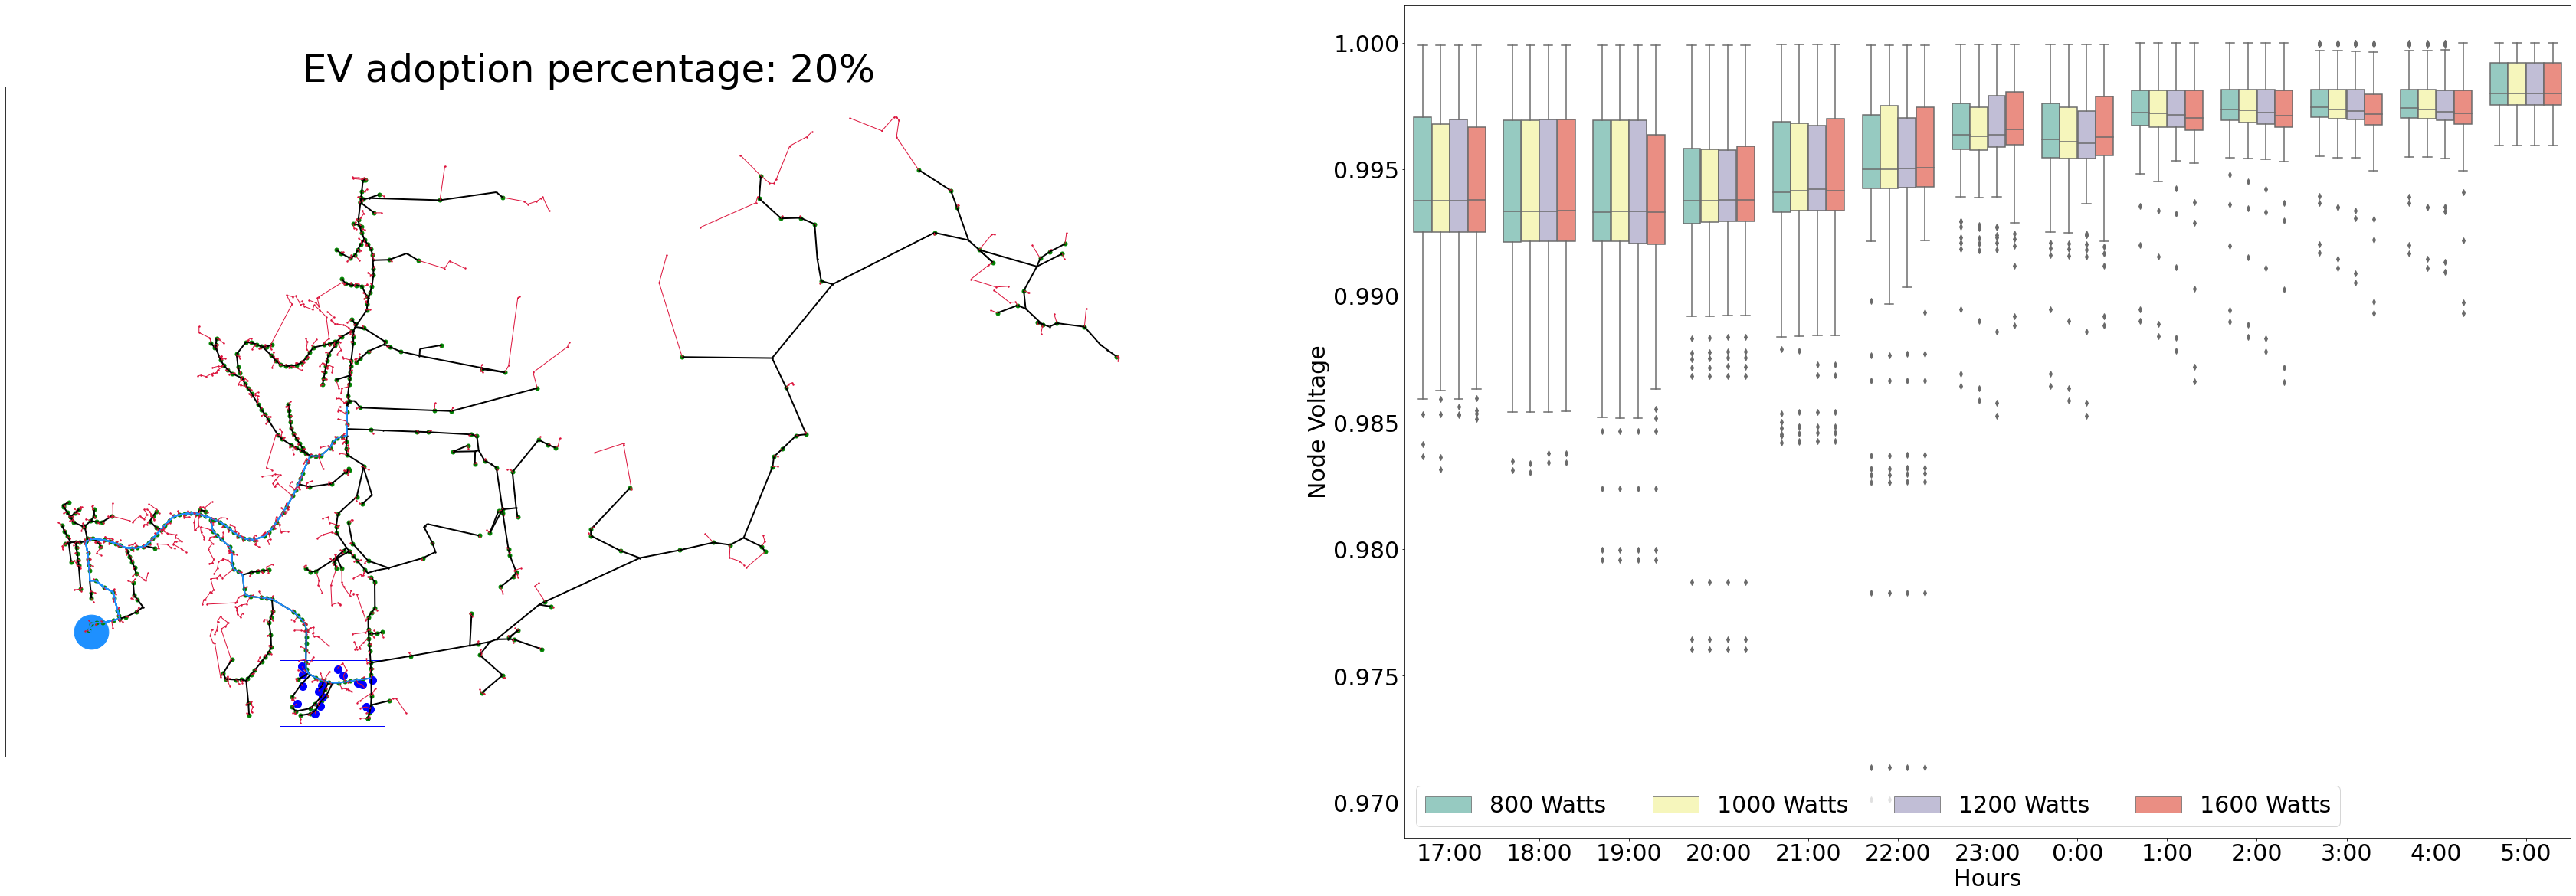 EV adoption percentage: 20%
Node Voltage
1.000
0.995
0.990
0.985
0.980
0.975
0.970
800 Watts 1000 Watts 1200 Watts 1600 Watts
17:00 18:00 19:00 20:00 21:00 22:00 23:00 0:00 1:00 2:00 3:00 4:00 5:00
Hours